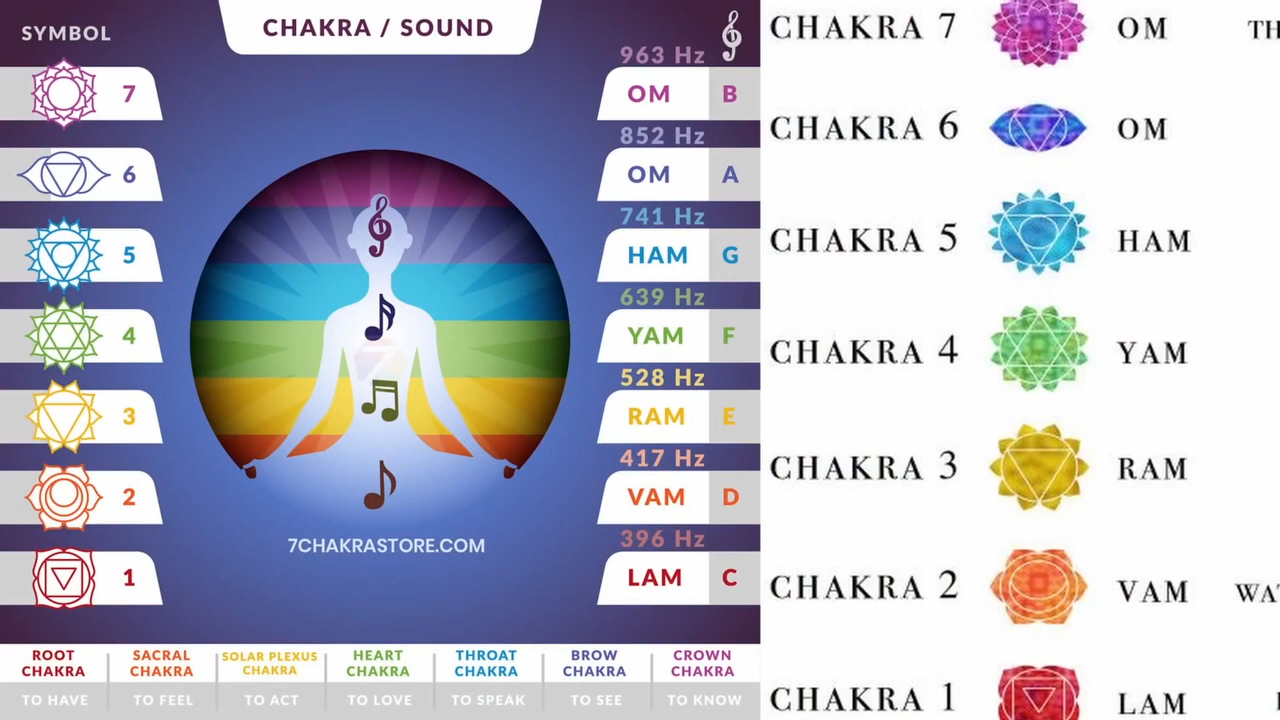 SYMBOL
CHAKRA / SOUND
963 Hz
7
OM B
852 Hz
6
OM A
741 Hz
5
HAM G
639 Hz
4
YAM F
528 Hz
3
RAM E
417 Hz
2
VAM D
396 Hz
1
LAM C
7CHAKRASTORE.COM
ROOT CHAKRA
TO HAVE
SACRAL CHAKRA
TO FEEL
SOLAR PLEXUS CHAKRA
TO ACT
HEART CHAKRA
TO LOVE
THROAT CHAKRA
TO SPEAK
BROW CHAKRA
TO SEE
CROWN CHAKRA
TO KNOW
CHAKRA 7 OM
CHAKRA 6 OM
CHAKRA 5 HAM
CHAKRA 4 YAM
CHAKRA 3 RAM
CHAKRA 2 VAM
CHAKRA 1 LAM